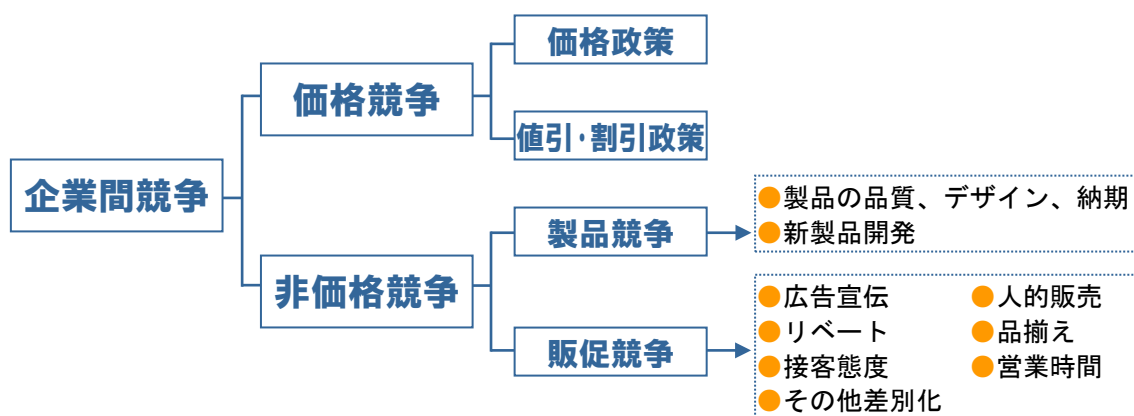 企業間競争
価格競争
価格政策
値引・割引政策
非価格競争
製品競争
●製品の品質、デザイン、納期
●新製品開発
販促競争
●広告宣伝 ●人的販売
●リベート ●品揃え
●接客態度 ●営業時間
●その他差別化